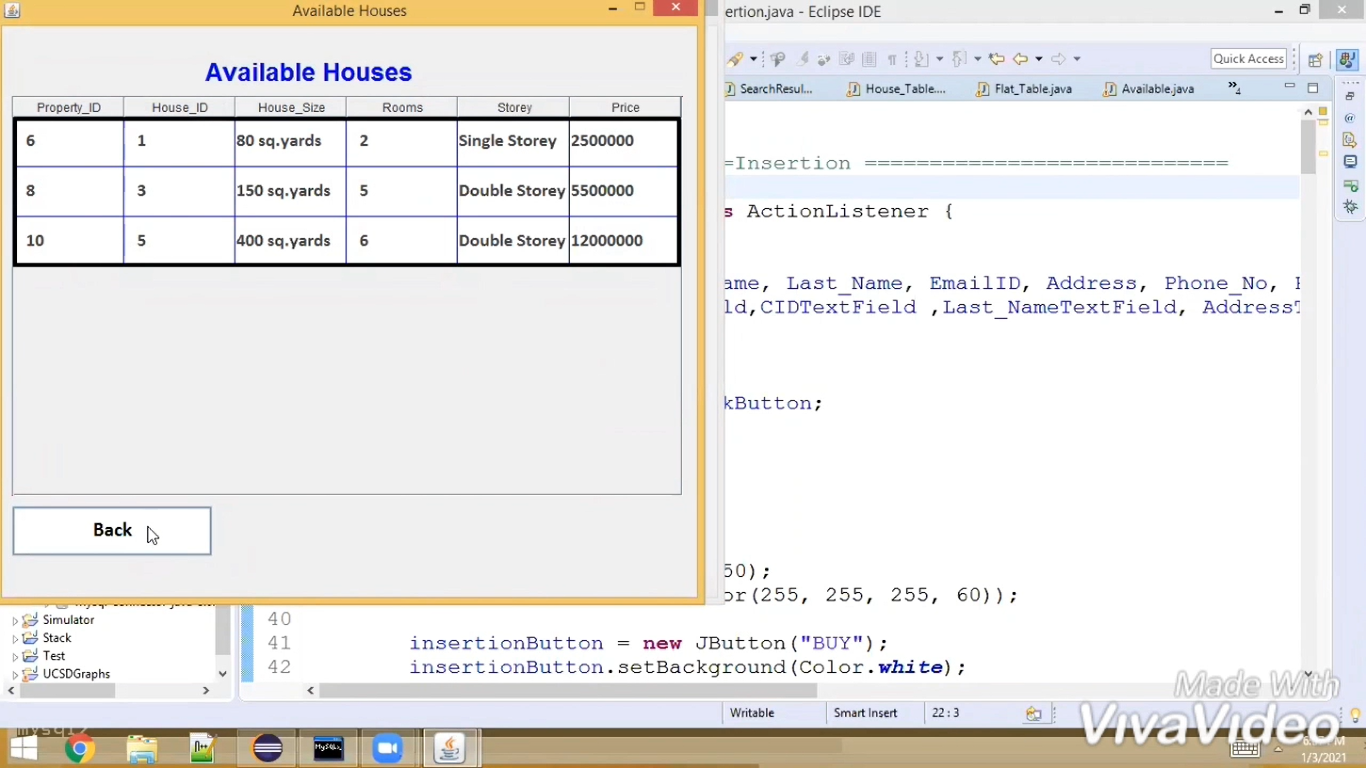 Available Houses
ertion.java - Eclipse IDE
Available Houses
Quick Access
SearchResul...
House_Table....
Flat_Table.java
Available.java
»4
Property_ID House_ID House_Size Rooms Storey Price
6 1 80 sq.yards 2 Single Storey 2500000
8 3 150 sq.yards 5 Double Storey 5500000
10 5 400 sq.yards 6 Double Storey 12000000
=Insertion ============================
s ActionListener {
ame, Last_Name, EmailID, Address, Phone_No,
ld,CIDTextField ,Last_NameTextField, AddressT
kButton;
Back
50);
or(255, 255, 255, 60));
40
41 insertionButton = new JButton("BUY");
42 insertionButton.setBackground(Color.white);
Simulator
Stack
Test
UCSDGraphs
Writable
Smart Insert
22 : 3
Made With
VivaVideo
MySQL
1/3/2021